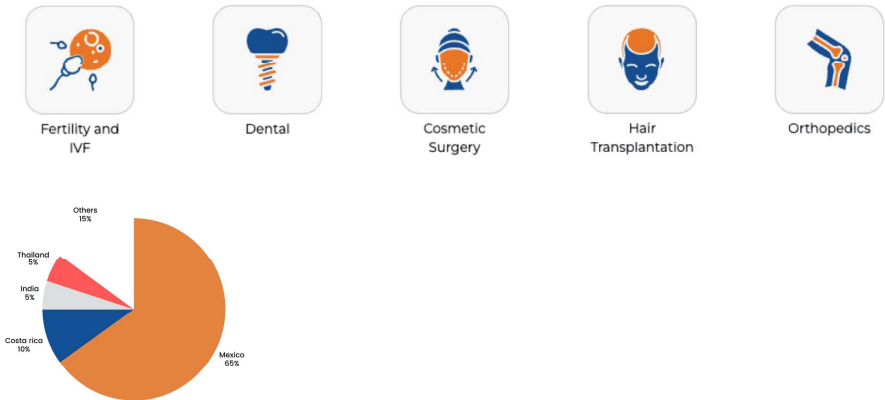 Fertility and
IVF
Dental
Cosmetic
Surgery
Hair
Transplantation
Orthopedics
Others
15%
Thailand
5%
India
5%
Costa rica
10%
Mexico
65%